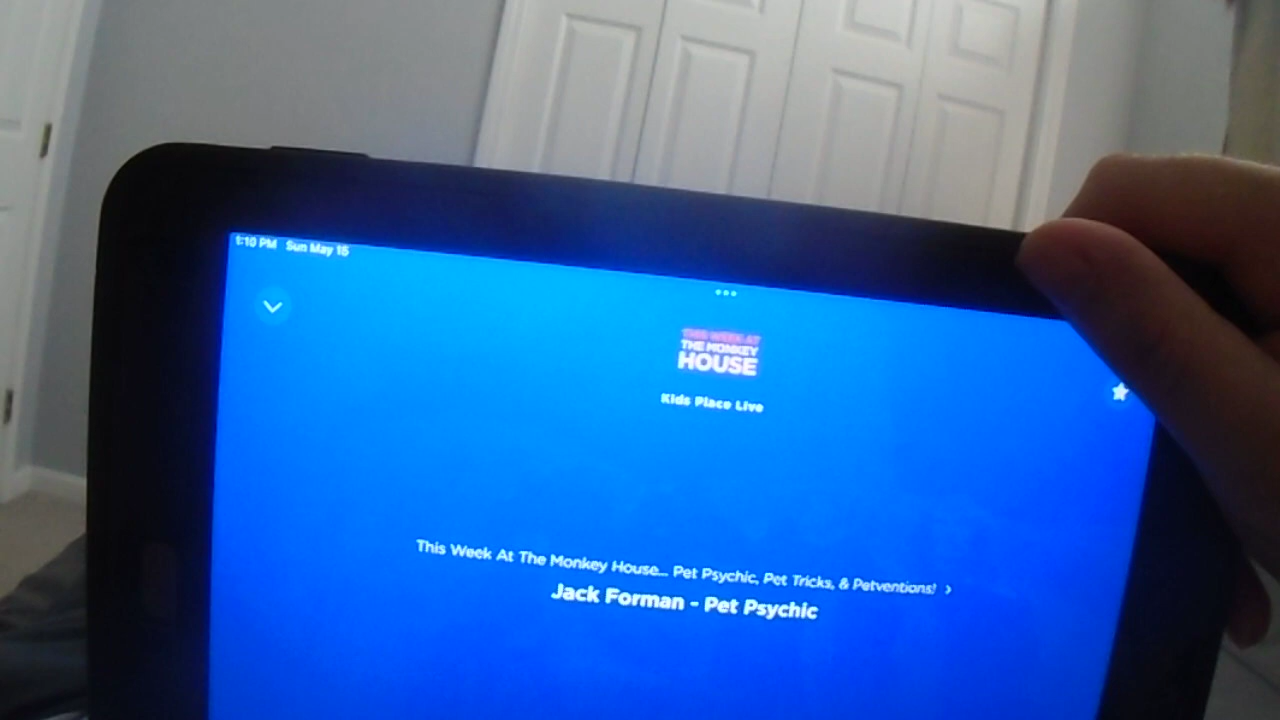 1:10 PM Sun May 15
THIS WEEK AT
THE MONKEY
HOUSE
Kids Place Live
This Week At The Monkey House... Pet Psychic, Pet Tricks, & Petventions!
Jack Forman - Pet Psychic